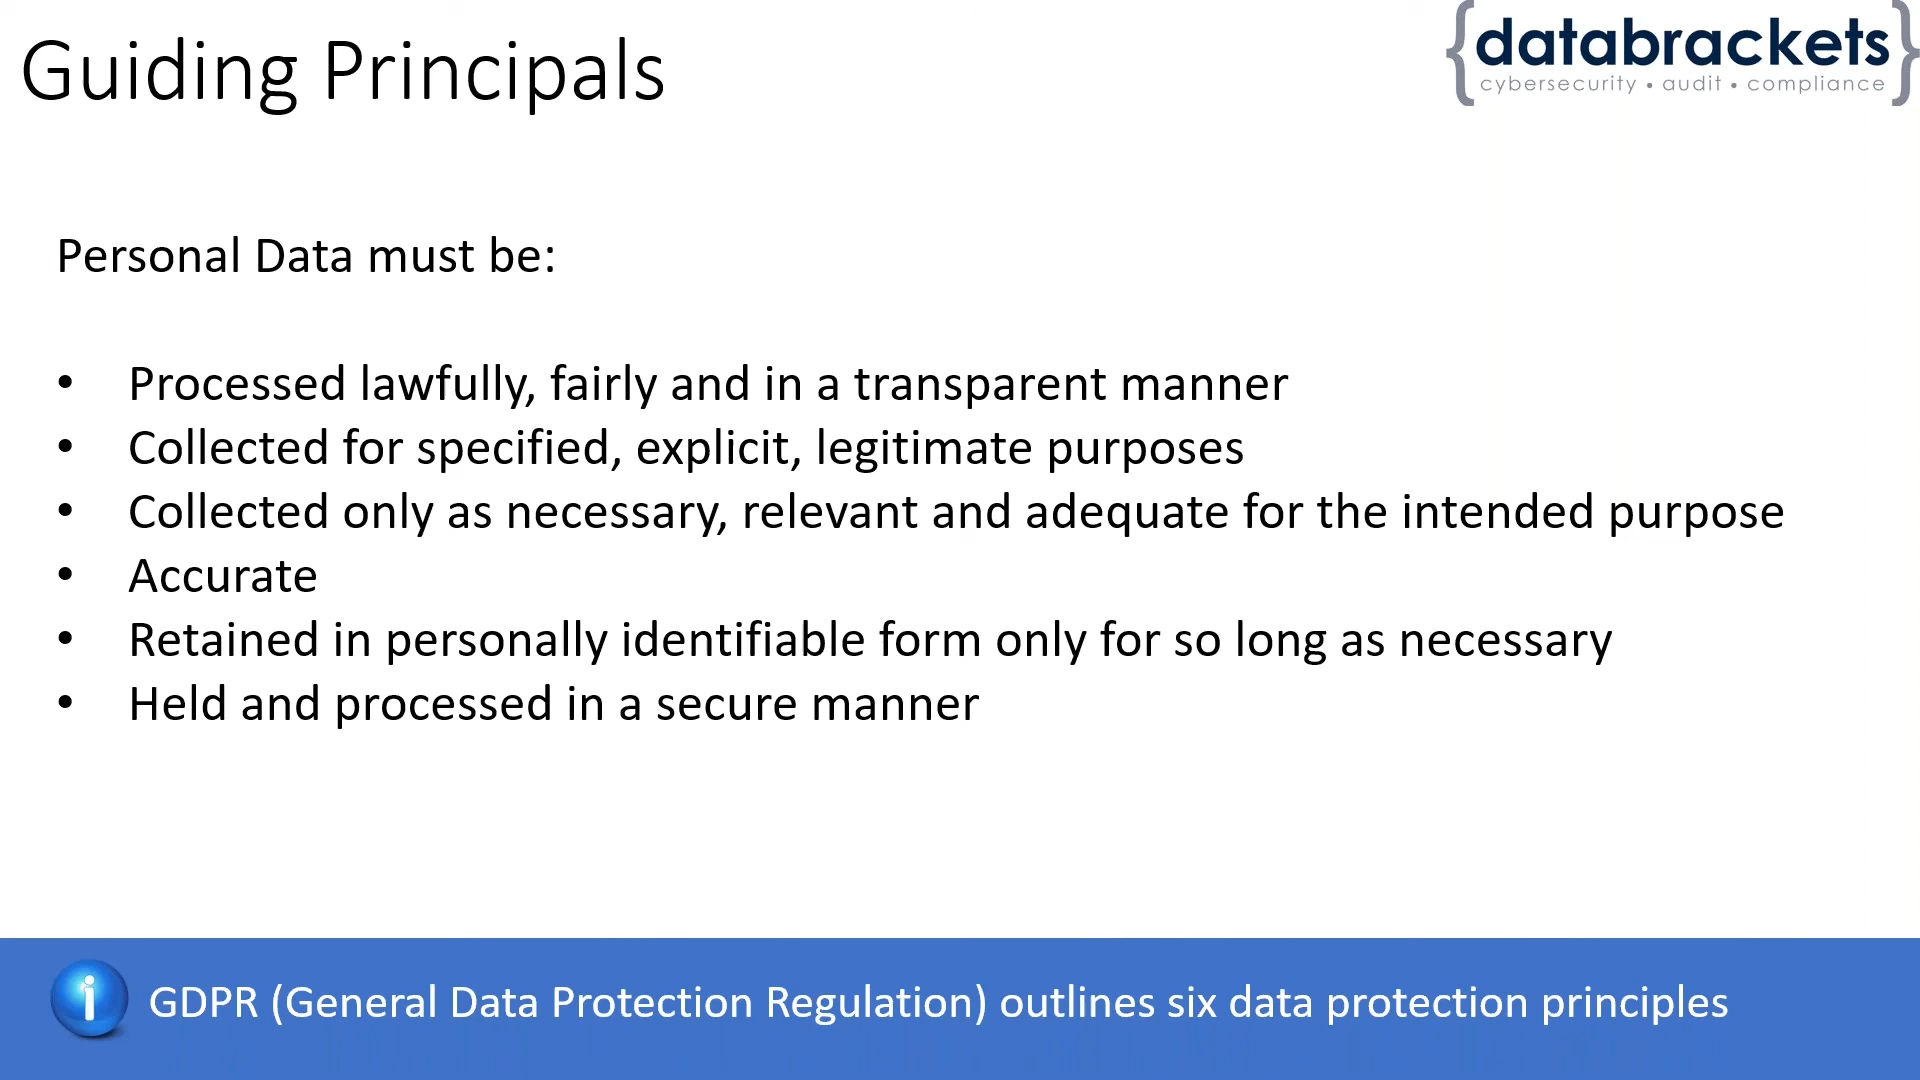 Guiding Principals
{databrackets}
cybersecurity • audit • compliance
Personal Data must be:
• Processed lawfully, fairly and in a transparent manner
• Collected for specified, explicit, legitimate purposes
• Collected only as necessary, relevant and adequate for the intended purpose
• Accurate
• Retained in personally identifiable form only for so long as necessary
• Held and processed in a secure manner
i GDPR (General Data Protection Regulation) outlines six data protection principles